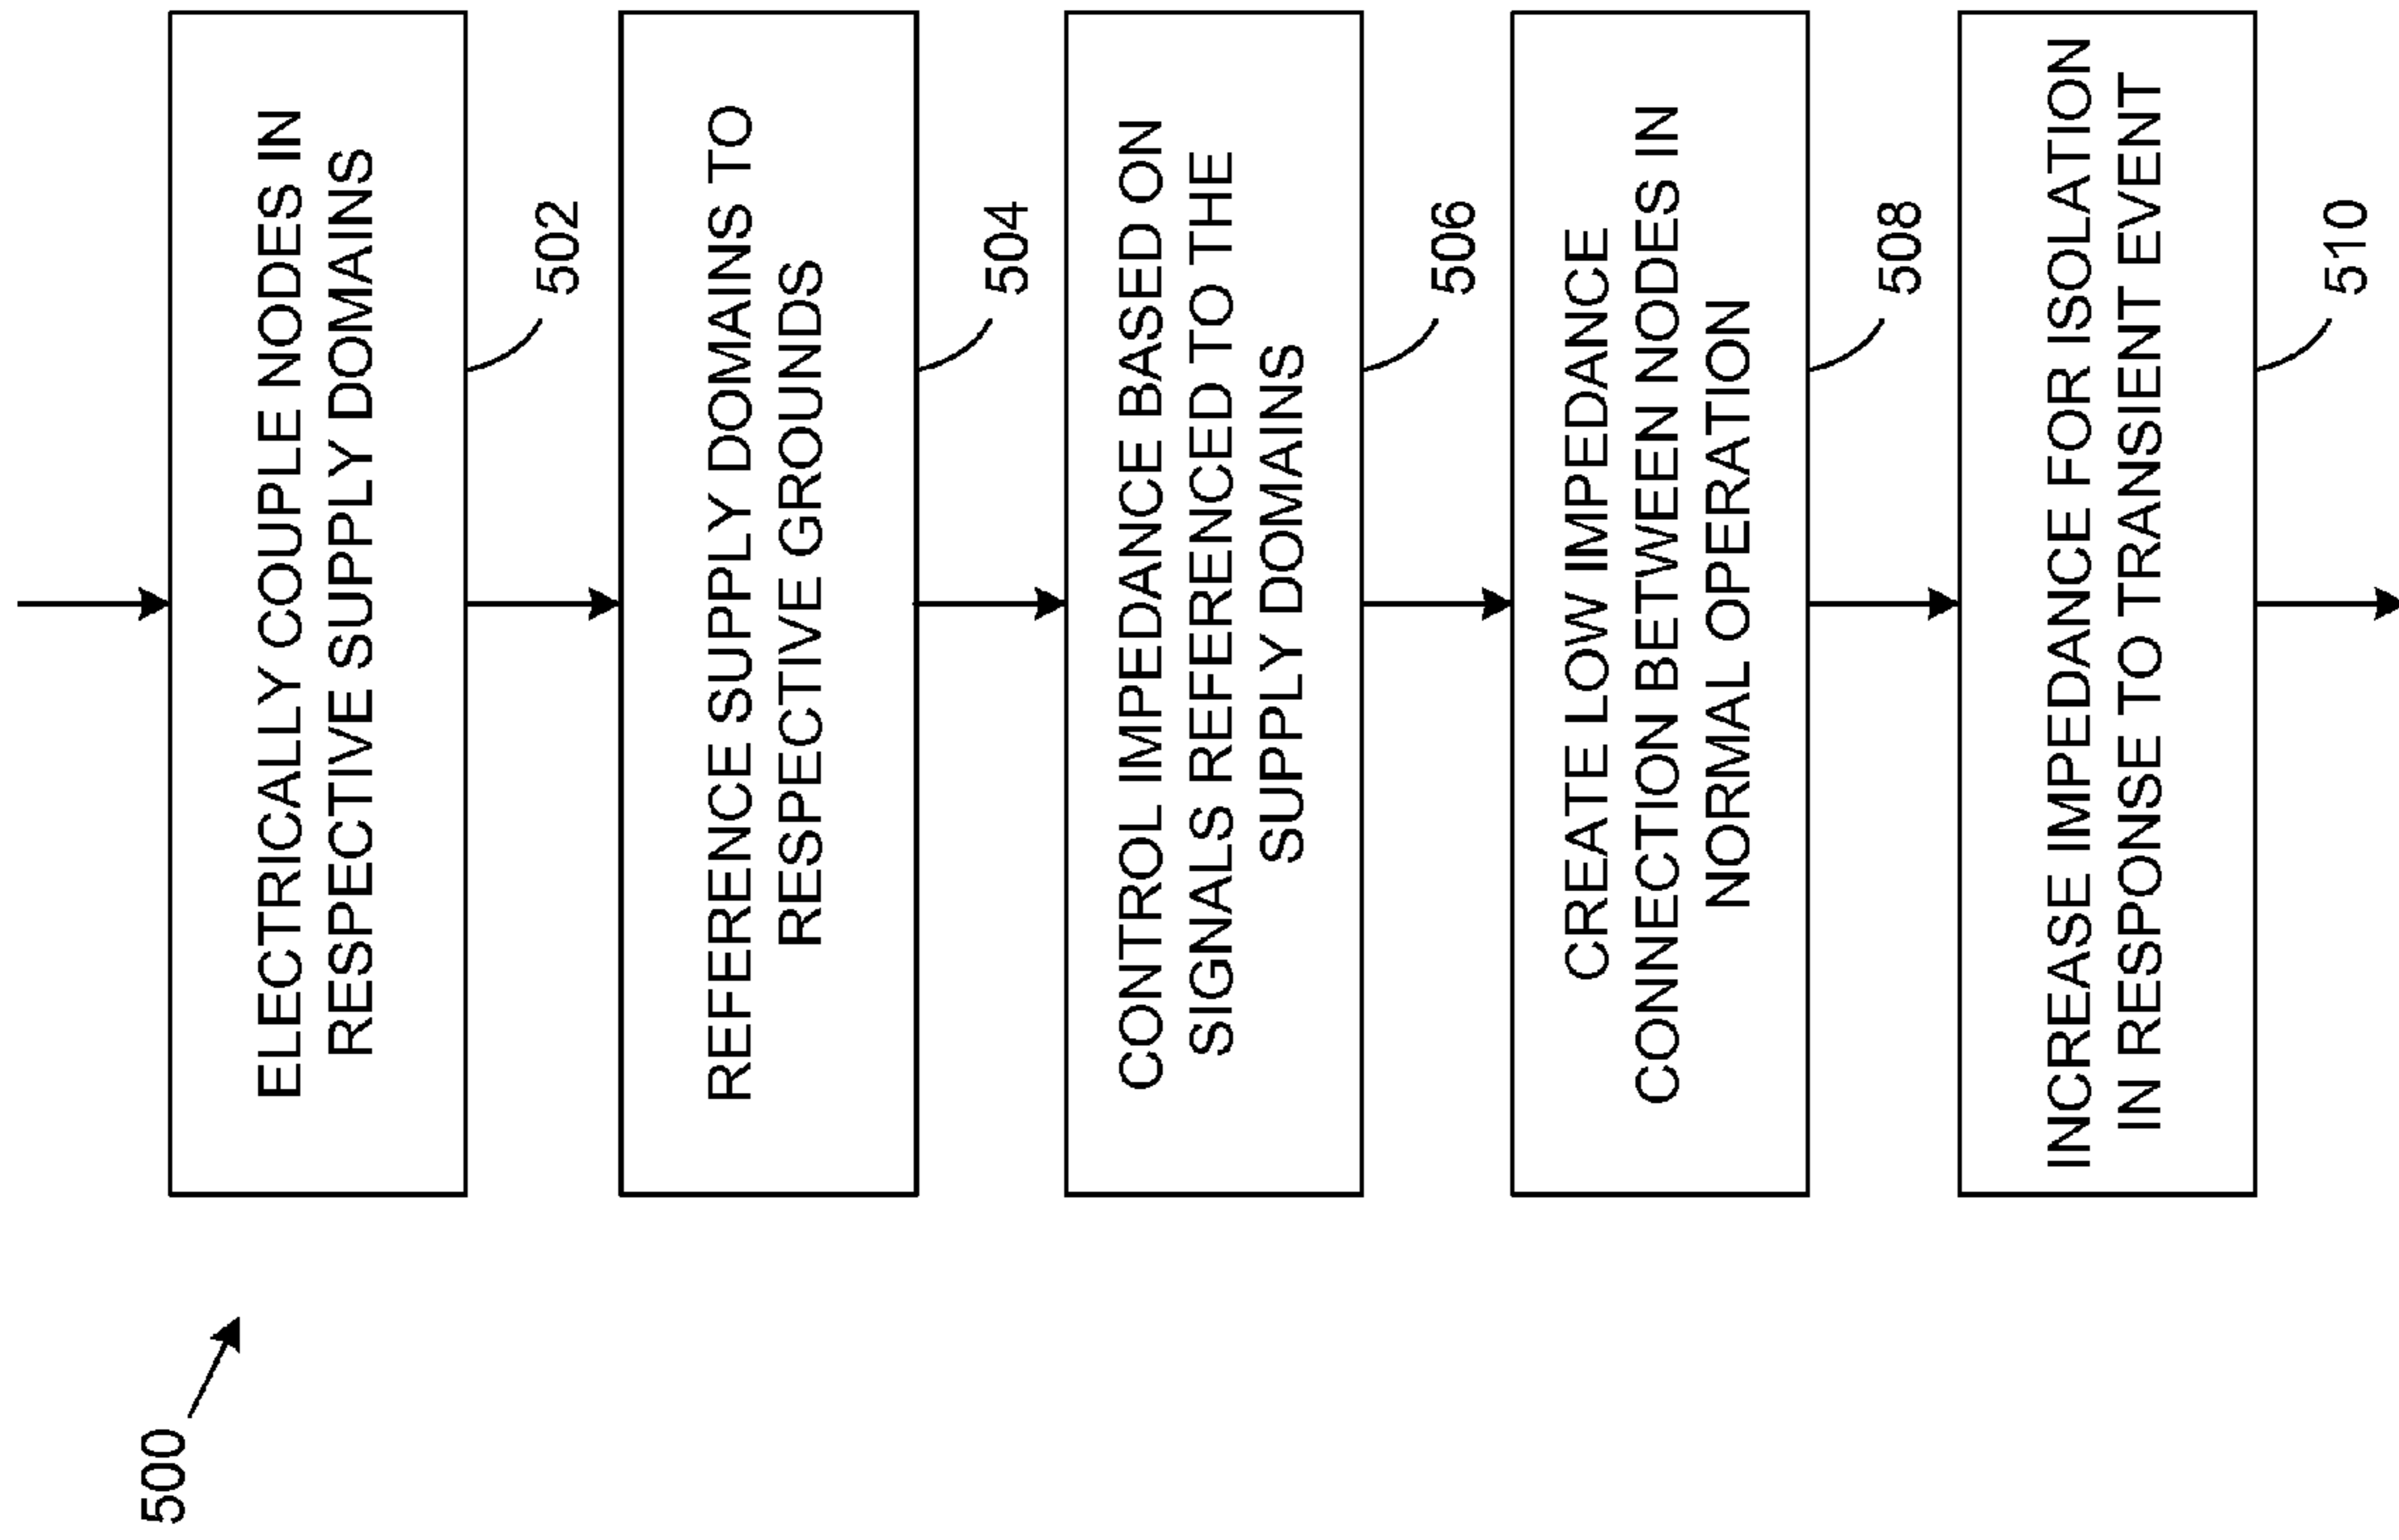 500
ELECTRICALLY COUPLE NODES IN
RESPECTIVE SUPPLY DOMAINS
502
REFERENCE SUPPLY DOMAINS TO
RESPECTIVE GROUNDS
504
CONTROL IMPEDANCE BASED ON
SIGNALS REFERENCED TO THE
SUPPLY DOMAINS
506
CREATE LOW IMPEDANCE
CONNECTION BETWEEN NODES IN
NORMAL OPERATION
508
INCREASE IMPEDANCE FOR ISOLATION
IN RESPONSE TO TRANSIENT EVENT
510